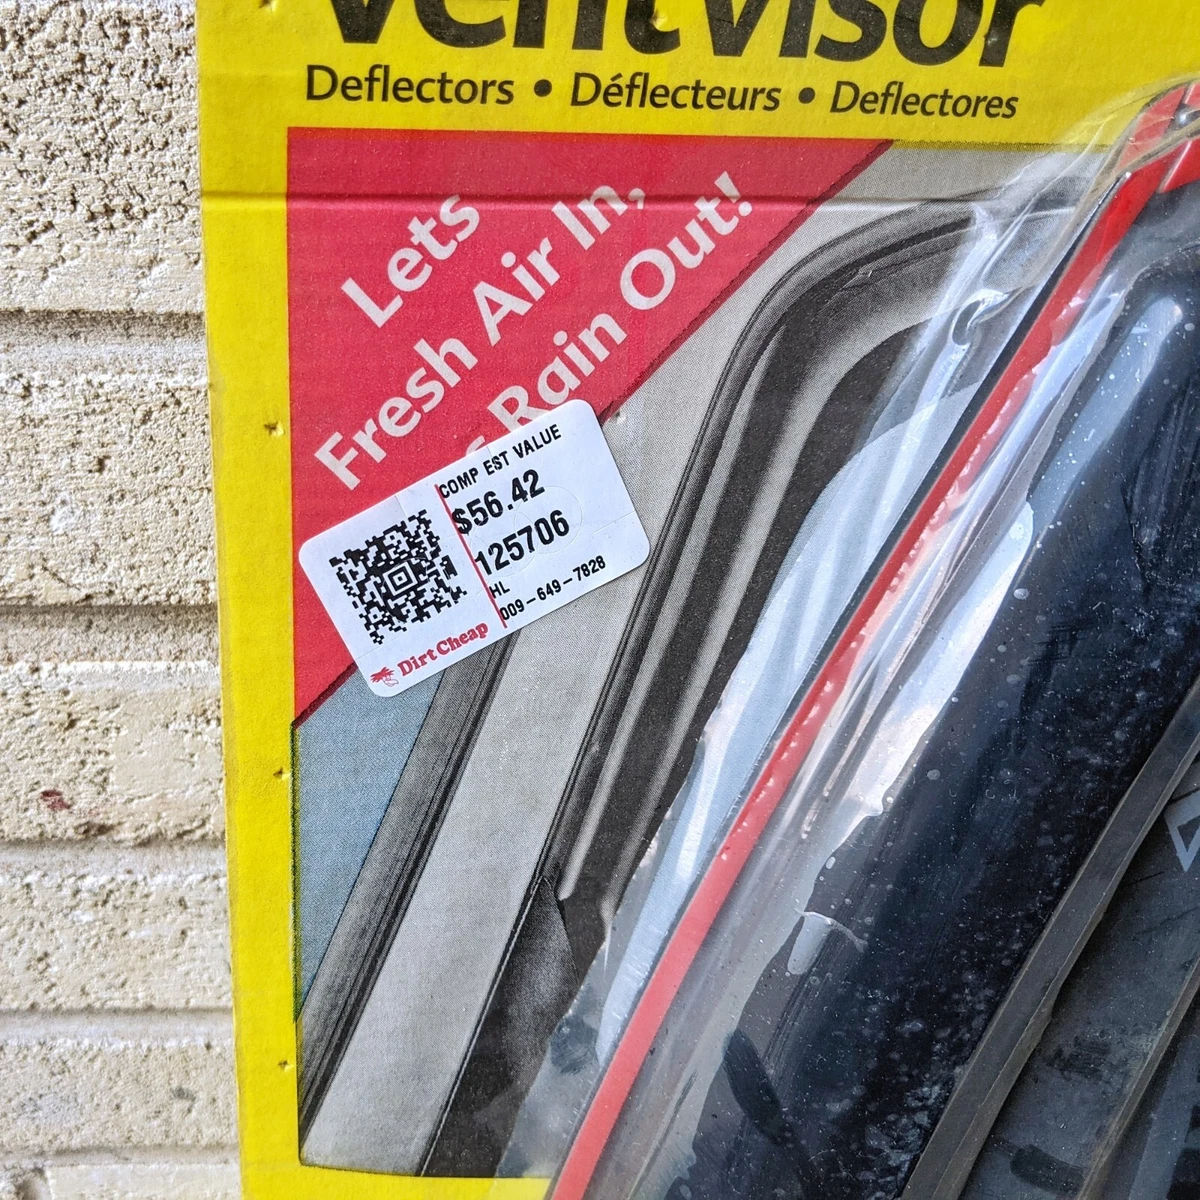 Ventvisor
Deflectors • Déflecteurs • Deflectores
Lets
Fresh Air In,
Rain Out!
COMP EST VALUE
$56.42
125706
HL
009-649-7828
Dirt Cheap